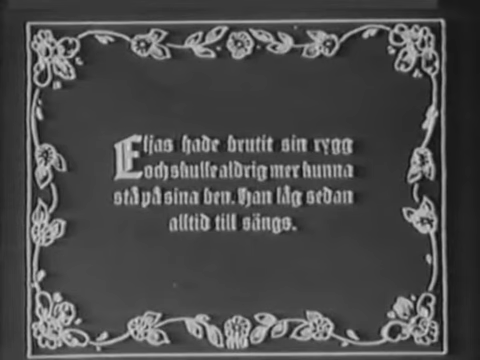 Eljas hade brutit sin rygg
och skulle aldrig mer kunna
stå på sina ben. Han låg sedan
alltid till sängs.